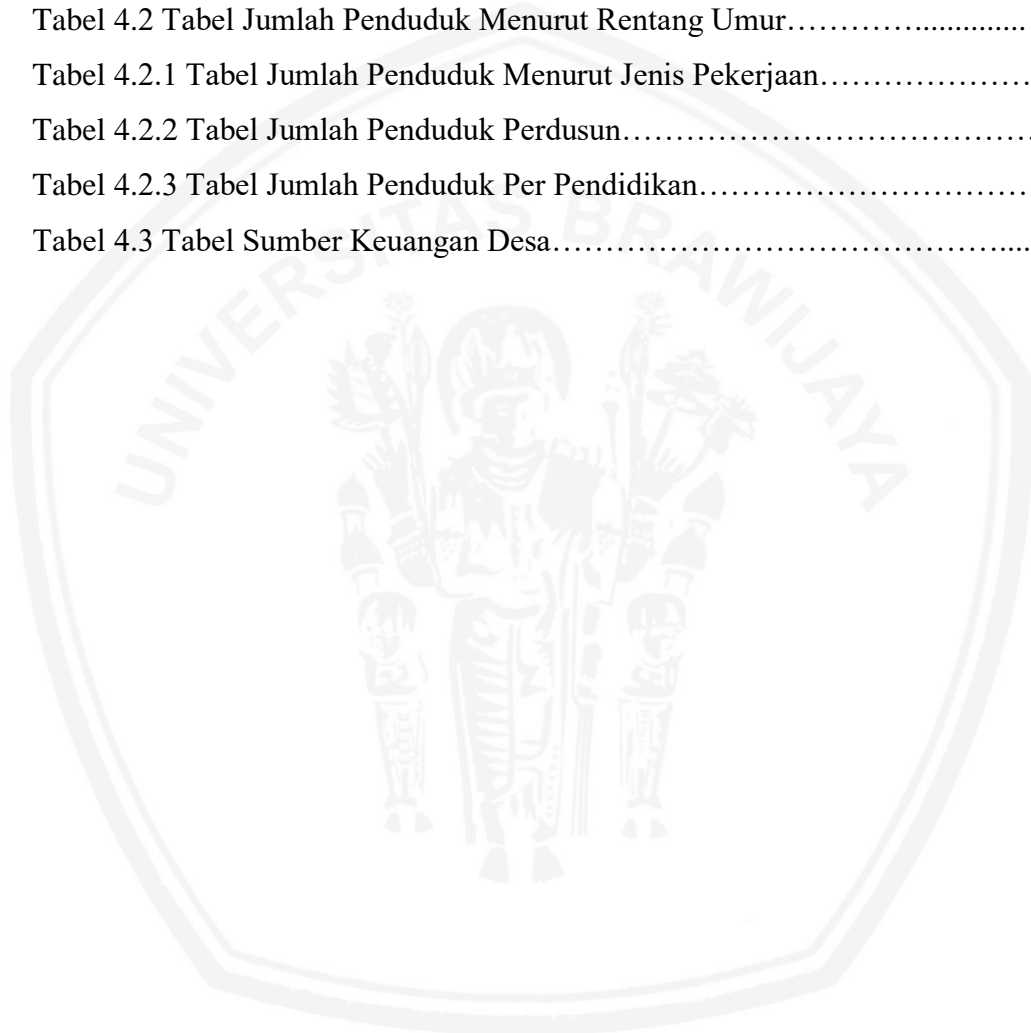 Tabel 4.2 Tabel Jumlah Penduduk Menurut Rentang Umur………….............
Tabel 4.2.1 Tabel Jumlah Penduduk Menurut Jenis Pekerjaan…………………..
Tabel 4.2.2 Tabel Jumlah Penduduk Perdusun…………………………………….
Tabel 4.2.3 Tabel Jumlah Penduduk Per Pendidikan……………………………
Tabel 4.3 Tabel Sumber Keuangan Desa…………………………………………....
UNIVERSITAS BRAWIJAYA